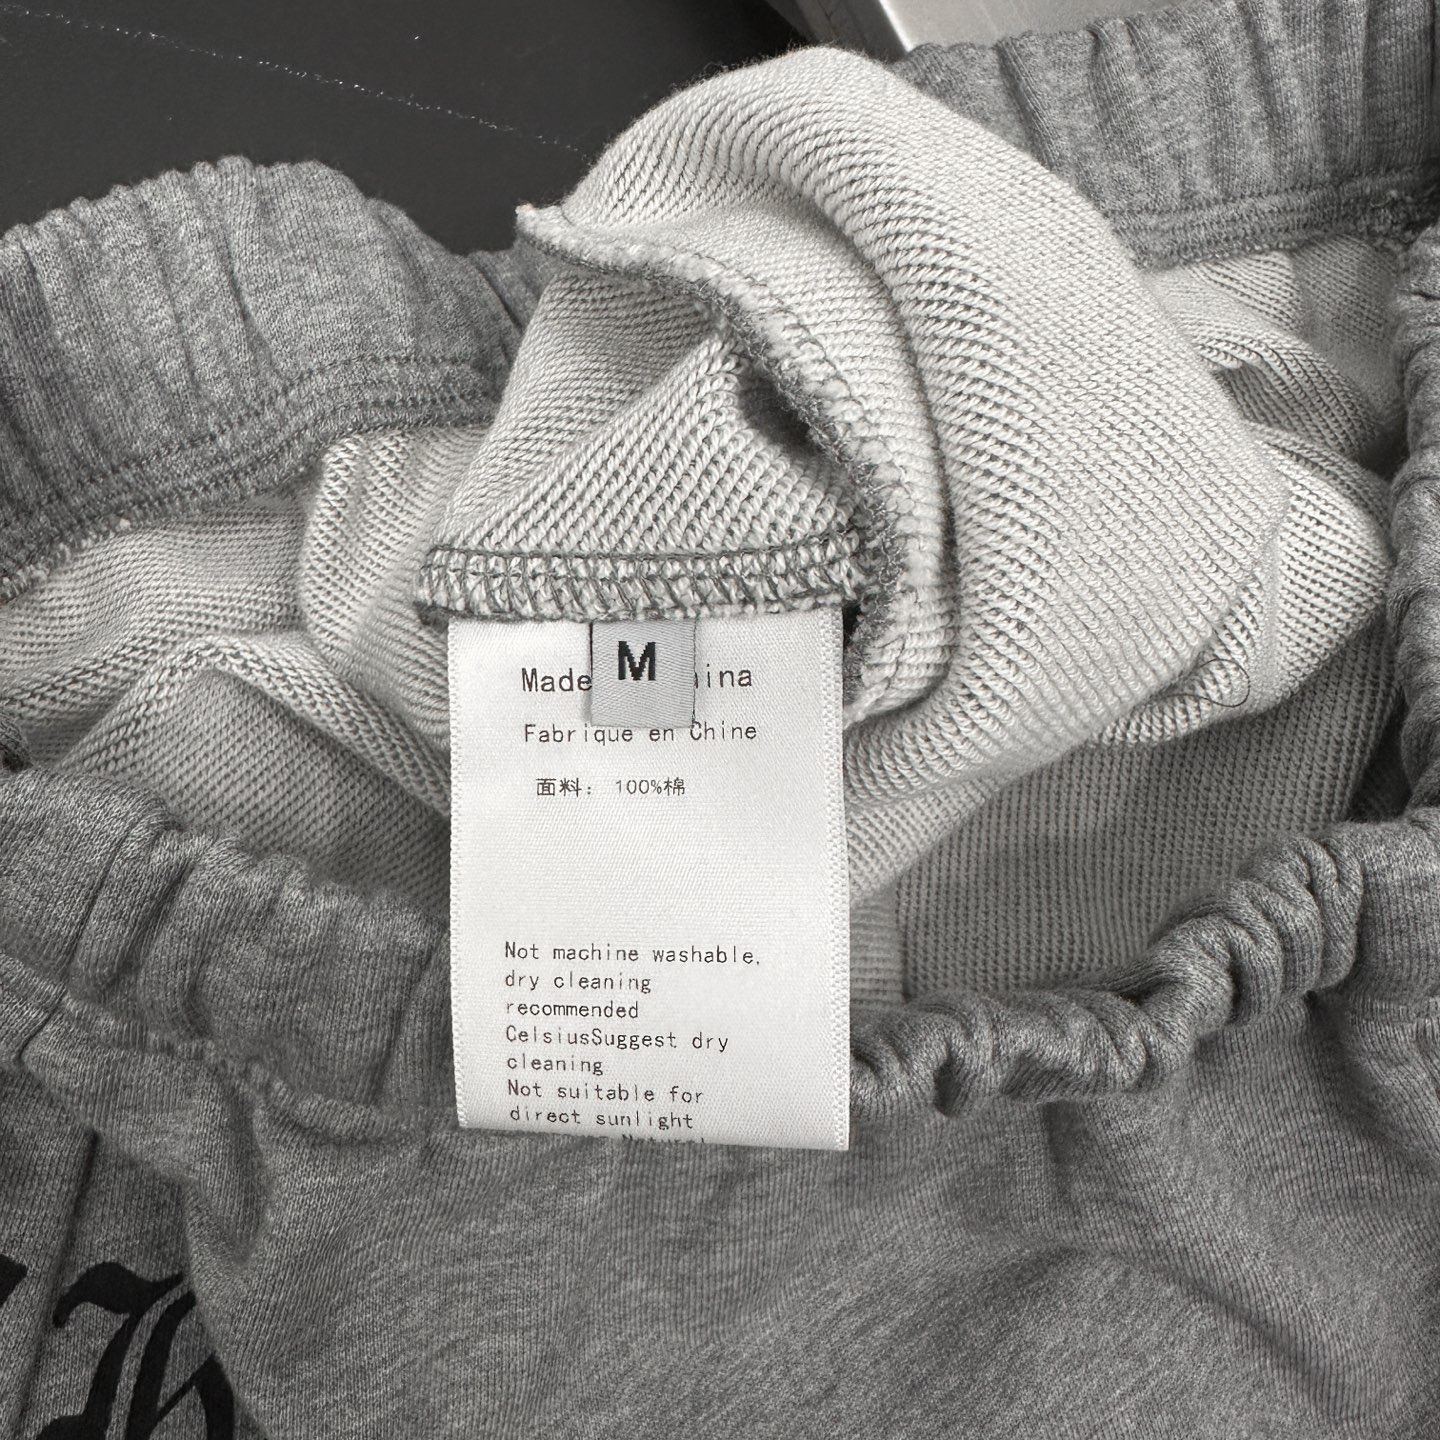 M
Made ina
Fabrique en Chine
面料： 100%棉
Not machine washable,
dry cleaning
recommended
CelsiusSuggest dry
cleaning
Not suitable for
direct sunlight